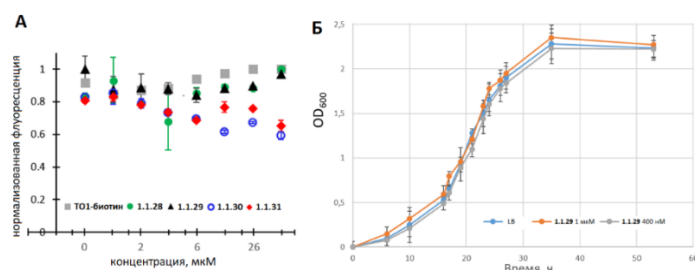 А
нормализованная флуоресценция
1
0.8
0.6
0.4
0.2
0
ТО1-биотин 1.1.28 1.1.29 1.1.30 1.1.31
0 2 6 26
концентрация, мкМ
Б
OD600
2,5
2
1,5
1
0,5
0
LB 1.1.29 1 мкМ 1.1.29 400 нМ
0 10 20 30 40 50 60
Время, ч